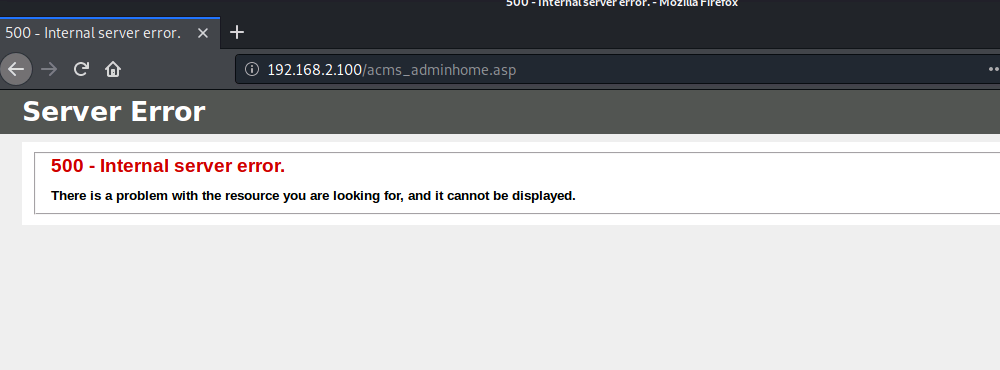 500 - Internal server error. - Mozilla Firefox
500 - Internal server error.
192.168.2.100/acms_adminhome.asp
Server Error
500 - Internal server error.
There is a problem with the resource you are looking for, and it cannot be displayed.